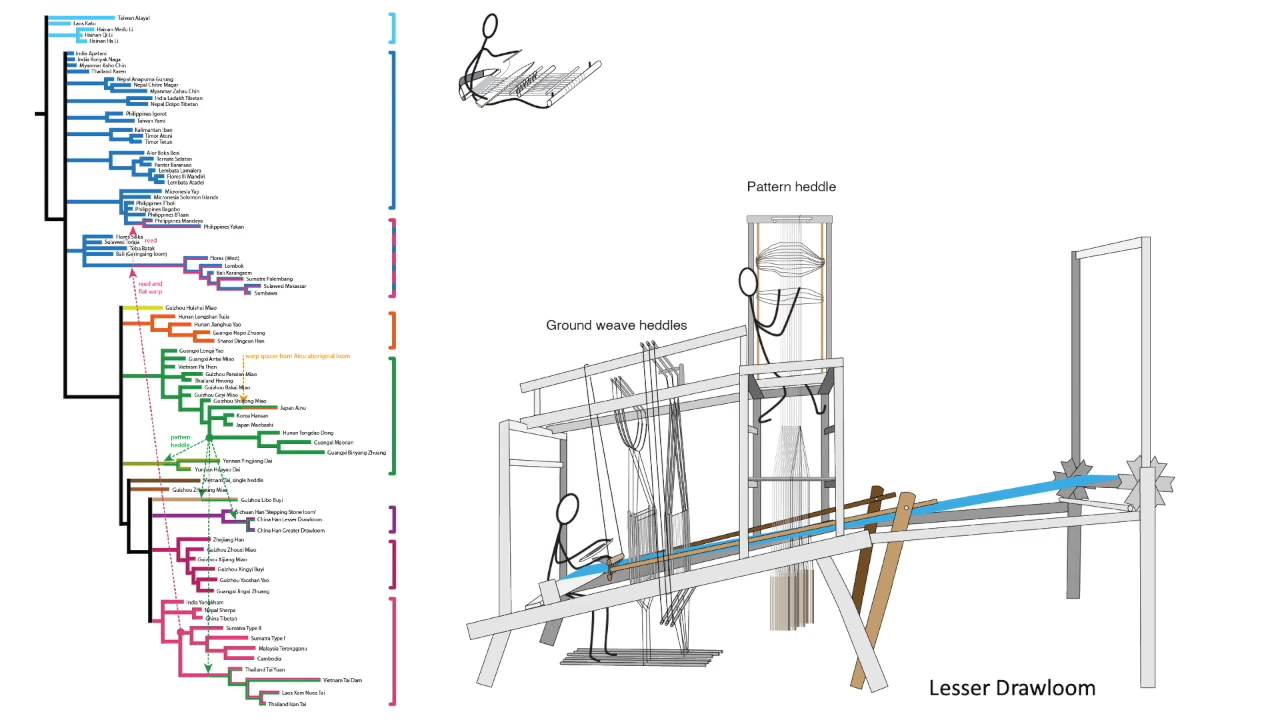 Taiwan Atayal
Laos Katu
Hainan Meifu Li
Hainan Qi Li
Hainan Ha Li
India Apatani
India Konyak Naga
Myanmar Asho Chin
Thailand Karen
Nepal Anapurna Gurung
Nepal Chitre Magar
Myanmar Zahau Chin
India Ladakh Tibetan
Nepal Dolpo Tibetan
Philippines Igorot
Taiwan Yami
Kalimantan Iban
Timor Atoni
Timor Tetun
Alor Boka Besi
Ternate Selatan
Pantar Baranusa
Lembata Lamalera
Flores Ili Mandiri
Lembata Atadei
Micronesia Yap
Micronesia Solomon Islands
Philippines T'boli
Philippines Bagobo
Philippines B'laan
Philippines Mandaya
Philippines Yakan
Flores Sikka
reed
Sulawesi Toraja
Toba Batak
Bali (Geringsing loom)
Flores (West)
Lombok
Bali Karangasem
Sumatra Palembang
Sulawesi Makassar
Sumbawa
reed and
flat warp
Guizhou Huishui Miao
Hunan Longshan Tujia
Hunan Jianghua Yao
Guangxi Napo Zhuang
Shanxi Dingcun Han
Guangxi Longji Yao
warp spacer from Ainu aboriginal loom
Guangxi Antai Miao
Vietnam Pa Then
Guizhou Panxian Miao
Thailand Hmong
Guizhou Bakai Miao
Guizhou Geyi Miao
Guizhou Shidong Miao
Japan Ainu
Korea Hansan
Japan Maebashi
Hunan Tongdao Dong
pattern
heddle
Guangxi Maonan
Guangxi Binyang Zhuang
Yunnan Yingjiang Dai
Yunnan Huayao Dai
Vietnam Tai, single heddle
Guizhou Libo Buyi
Sichuan Han 'Stepping Stone loom'
China Han Lesser Drawloom
China Han Greater Drawloom
Zhejiang Han
Guizhou Zhouxi Miao
Guizhou Xijiang Miao
Guizhou Xingyi Buyi
Guizhou Yaoshan Yao
Guangxi Jingxi Zhuang
Nepal Sherpa
China Tibetan
Sumatra Type II
Sumatra Type I
Malaysia Terengganu
Cambodia
Thailand Tai Yuan
Vietnam Tai Dam
Laos Xam Nuea Tai
Thailand Isan Tai
Pattern heddle
Ground weave heddles
Lesser Drawloom